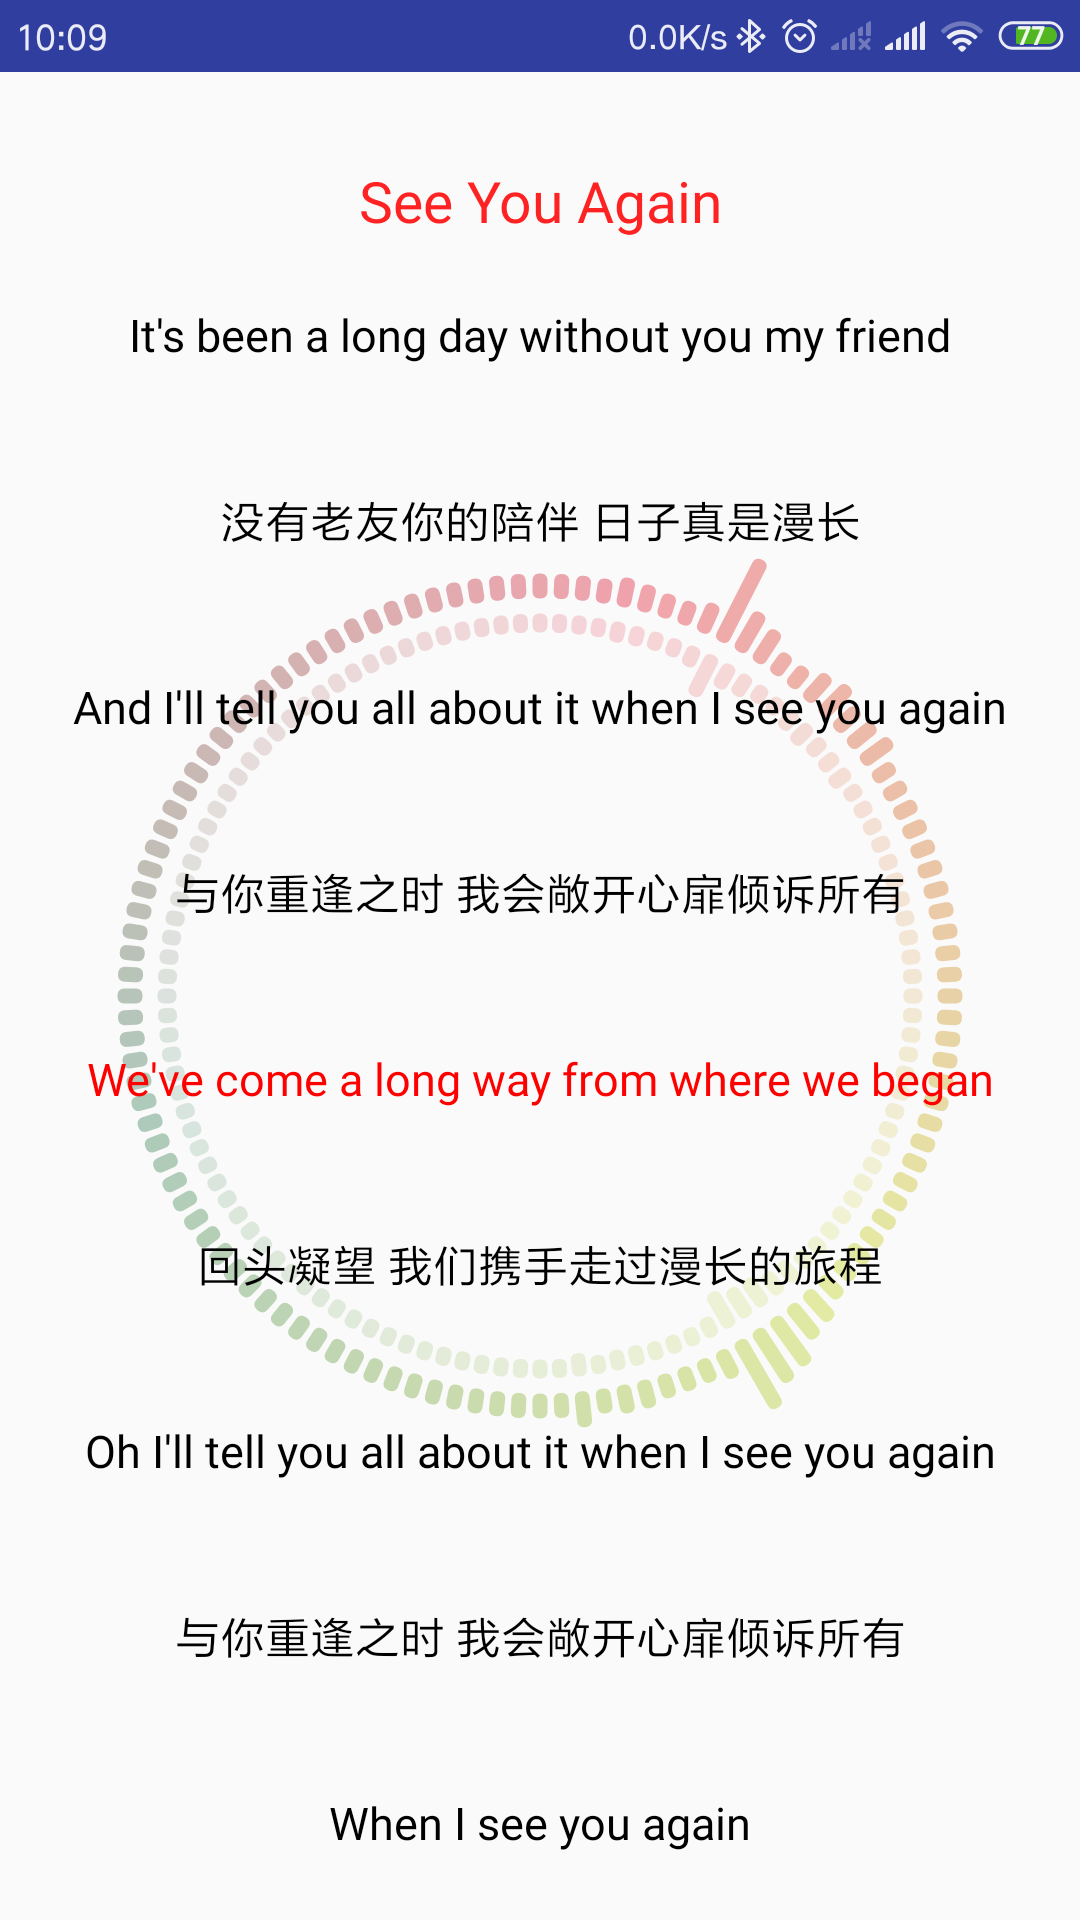 10:09 0.0K/s 77
See You Again
It's been a long day without you my friend
没有老友你的陪伴 日子真是漫长
And I'll tell you all about it when I see you again
与你重逢之时 我会敞开心扉倾诉所有
We've come a long way from where we began
回头凝望 我们携手走过漫长的旅程
Oh I'll tell you all about it when I see you again
与你重逢之时 我会敞开心扉倾诉所有
When I see you again